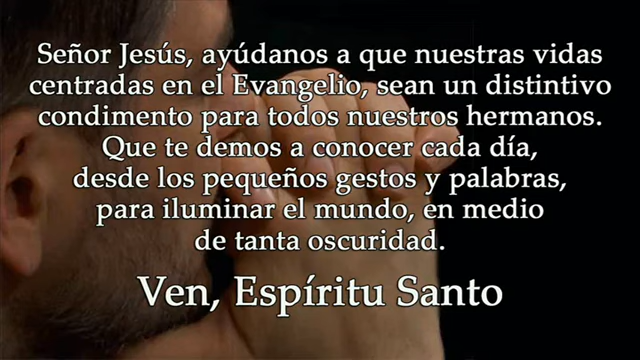 Señor Jesús, ayúdanos a que nuestras vidas
centradas en el Evangelio, sean un distintivo
condimento para todos nuestros hermanos.
Que te demos a conocer cada día,
desde los pequeños gestos y palabras,
para iluminar el mundo, en medio
de tanta oscuridad.
Ven, Espíritu Santo